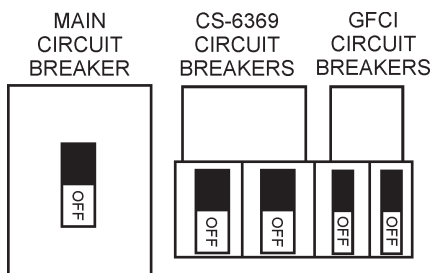 MAIN
CIRCUIT
BREAKER
CS-6369
CIRCUIT
BREAKERS
GFCI
CIRCUIT
BREAKERS
OFF
OFF
OFF
OFF
OFF